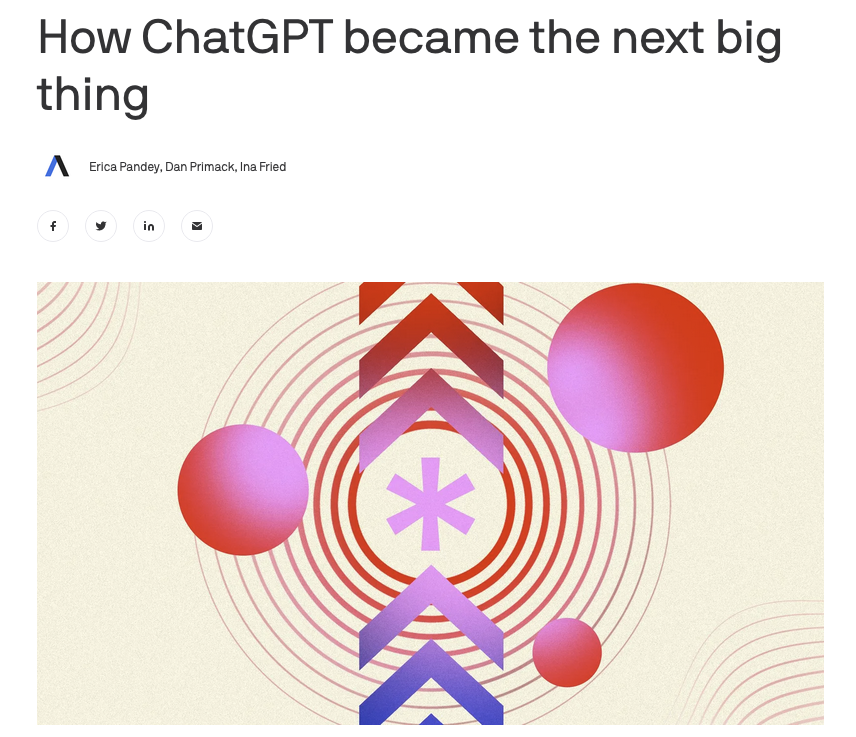 How ChatGPT became the next big
thing
Erica Pandey, Dan Primack, Ina Fried